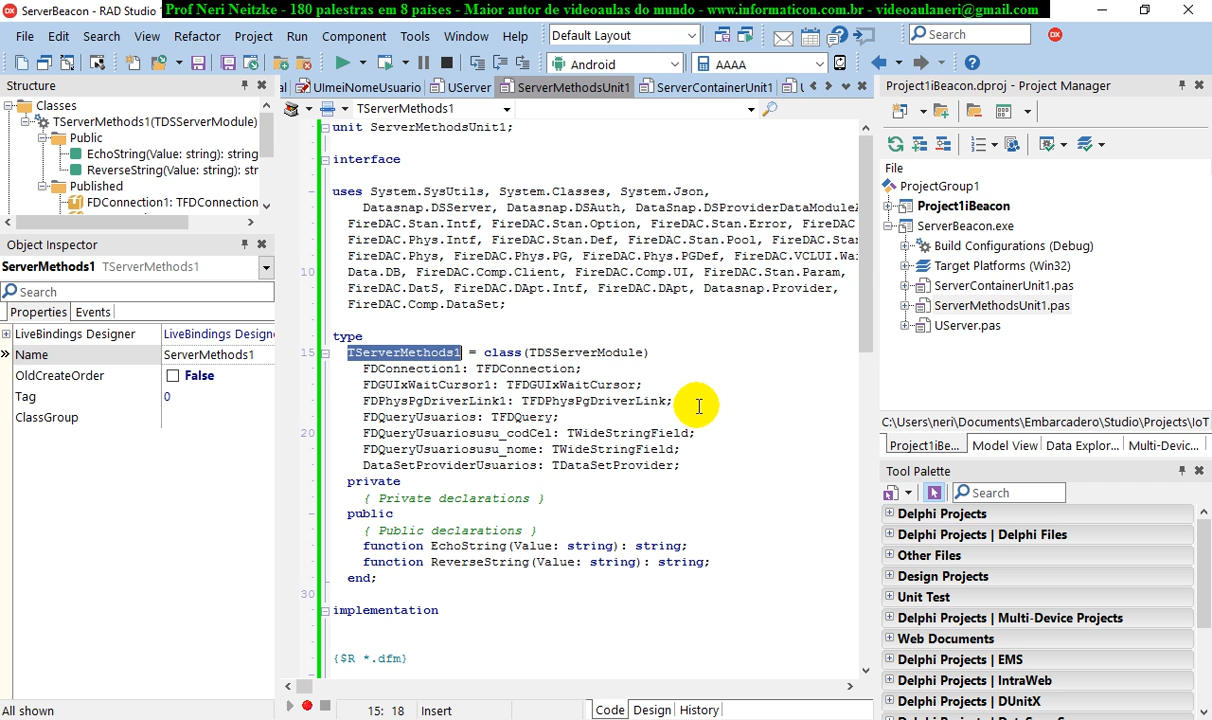 ServerBeacon - RAD Studio
Prof Neri Neitzke - 180 palestras em 8 países - Maior autor de videoaulas do mundo - www.informaticon.com.br - videoaulaneri@gmail.com
File Edit Search View Refactor Project Run Component Tools Window Help Default Layout Search
Android AAAA
Structure
Classes
TServerMethods1(TDSServerModule)
Public
EchoString(Value: string): string
ReverseString(Value: string): str
Published
FDConnection1: TFDConnection
Object Inspector
ServerMethods1 TServerMethods1
Search
Properties Events
LiveBindings Designer LiveBindings Design
Name ServerMethods1
OldCreateOrder False
Tag 0
ClassGroup
All shown
al UImeiNomeUsuario UServer ServerMethodsUnit1 ServerContainerUnit1
TServerMethods1
unit ServerMethodsUnit1;
interface
uses System.SysUtils, System.Classes, System.Json,
Datasnap.DSServer, Datasnap.DSAuth, DataSnap.DSProviderDataModuleA
FireDAC.Stan.Intf, FireDAC.Stan.Option, FireDAC.Stan.Error, FireDAC
FireDAC.Phys.Intf, FireDAC.Stan.Def, FireDAC.Stan.Pool, FireDAC.Stan
FireDAC.Phys, FireDAC.Phys.PG, FireDAC.Phys.PGDef, FireDAC.VCLUI.Wai
10 Data.DB, FireDAC.Comp.Client, FireDAC.Comp.UI, FireDAC.Stan.Param,
FireDAC.DatS, FireDAC.DApt.Intf, FireDAC.DApt, Datasnap.Provider,
FireDAC.Comp.DataSet;
type
15 TServerMethods1 = class(TDSServerModule)
FDConnection1: TFDConnection;
FDGUIxWaitCursor1: TFDGUIxWaitCursor;
FDPhysPgDriverLink1: TFDPhysPgDriverLink;
FDQueryUsuarios: TFDQuery;
20 FDQueryUsuariosusu_codCel: TWideStringField;
FDQueryUsuariosusu_nome: TWideStringField;
DataSetProviderUsuarios: TDataSetProvider;
private
{ Private declarations }
public
{ Public declarations }
function EchoString(Value: string): string;
function ReverseString(Value: string): string;
end;
30
implementation
{$R *.dfm}
15: 18 Insert Code Design History
Project1iBeacon.dproj - Project Manager
File
ProjectGroup1
Project1iBeacon
ServerBeacon.exe
Build Configurations (Debug)
Target Platforms (Win32)
ServerContainerUnit1.pas
ServerMethodsUnit1.pas
UServer.pas
C:\Users\neri\Documents\Embarcadero\Studio\Projects\IoT
Project1iBe... Model View Data Explor... Multi-Devic...
Tool Palette
Search
Delphi Projects
Delphi Projects | Delphi Files
Other Files
Design Projects
Unit Test
Delphi Projects | Multi-Device Projects
Web Documents
Delphi Projects | EMS
Delphi Projects | IntraWeb
Delphi Projects | DUnitX